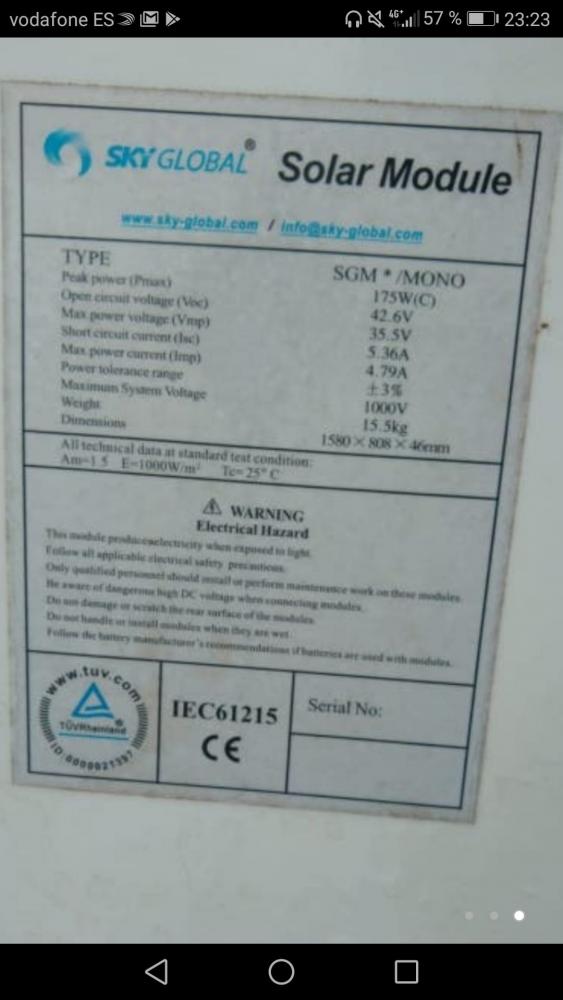 vodafone ES 4G+ 57 % 23:23
SKY GLOBAL® Solar Module
www.sky-global.com / info@sky-global.com
TYPE SGM * /MONO
Peak power (Pmax) 175W(C)
Open circuit voltage (Voc) 42.6V
Max power voltage (Vmp) 35.5V
Short circuit current (Isc) 5.36A
Max power current (Imp) 4.79A
Power tolerance range ±3%
Maximum System Voltage 1000V
Weight 15.5kg
Dimensions 1580×808×46mm
All technical data at standard test condition:
Am=1.5 E=1000W/m² Tc=25°C
WARNING
Electrical Hazard
This module produceselectricity when exposed to light.
Follow all applicable electrical safety precautions.
Only qualified personnel should install or perform maintenance work on these modules.
Be aware of dangerous high DC voltage when connecting modules.
Do not damage or scratch the rear surface of the modules.
Do not handle or install modules when they are wet.
Follow the battery manufacturer's recommendations if batteries are used with modules.
www.tuv.com
TÜVRheinland®
ID:0000021397
IEC61215
CE
Serial No: